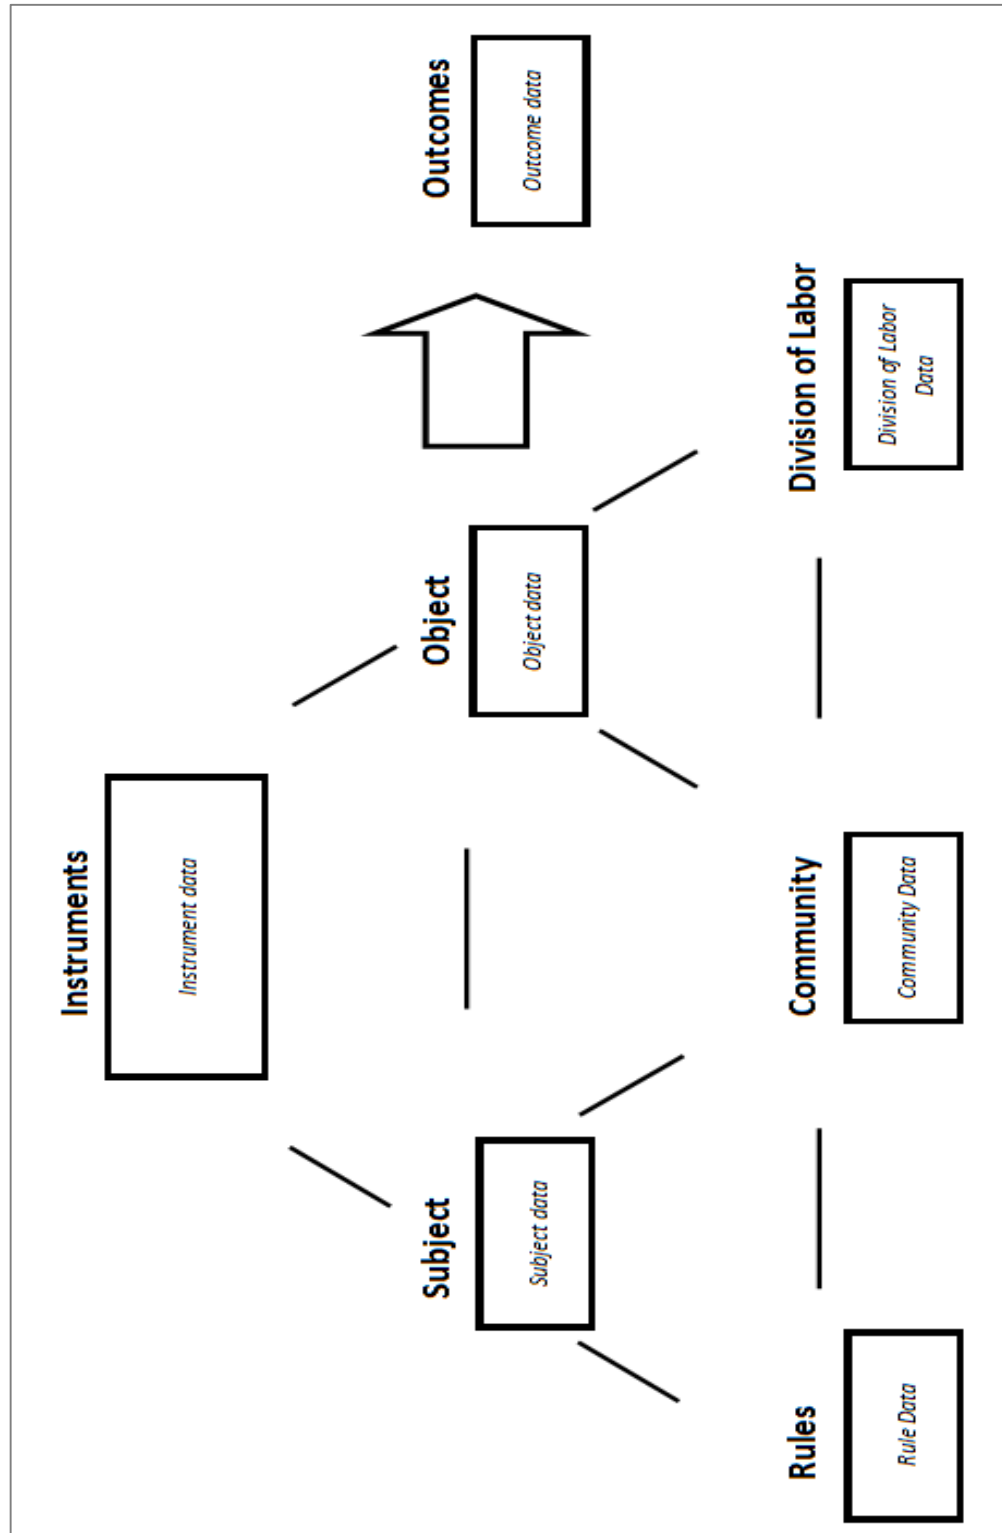 Instruments
Instrument data
Subject
Subject data
Object
Object data
Outcomes
Outcome data
Rules
Rule Data
Community
Community Data
Division of Labor
Division of Labor
Data